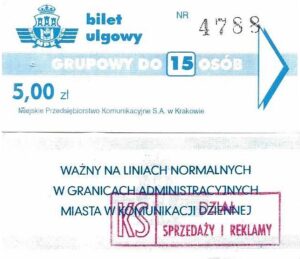 bilet
ulgowy
NR 4788
GRUPOWY DO 15 OSÓB
5,00 zł
Miejskie Przedsiębiorstwo Komunikacyjne S.A. w Krakowie
WAŻNY NA LINIACH NORMALNYCH
W GRANICACH ADMINISTRACYJNYCH
MIASTA W KOMUNIKACJI DZIENNEJ
KS DZIAŁ
SPRZEDAŻY I REKLAMY